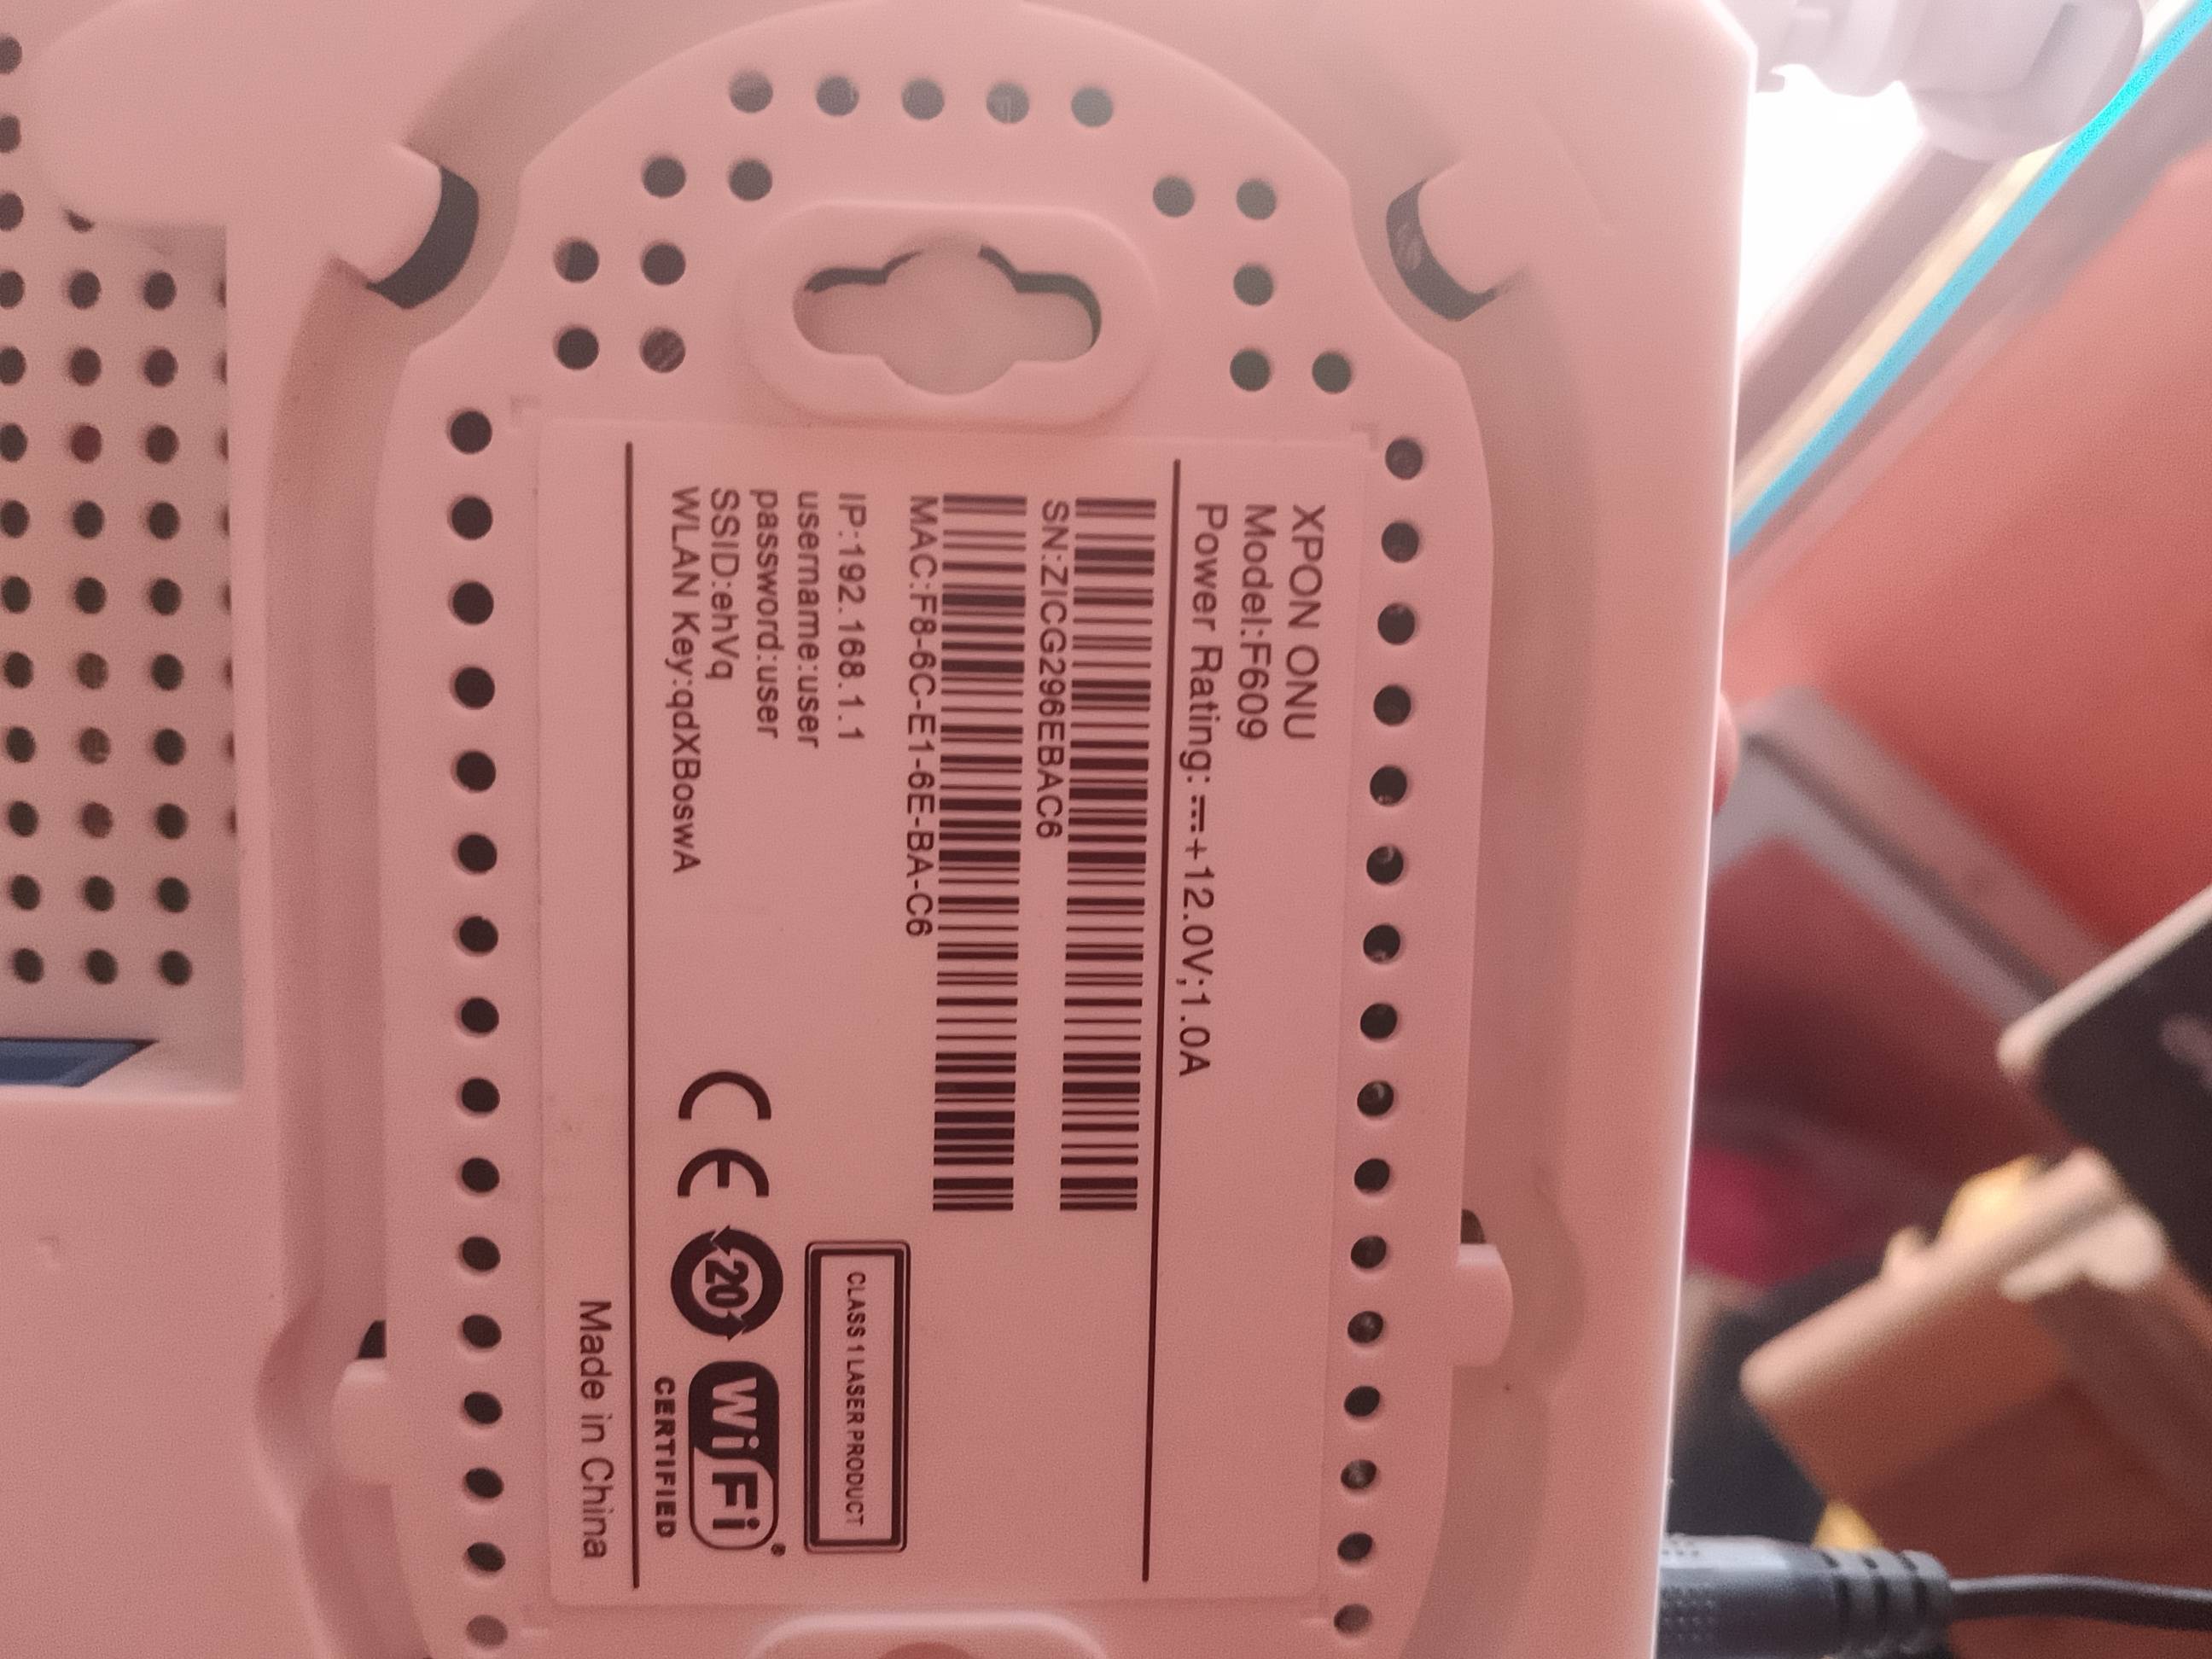 XPON ONU
Model:F609
Power Rating: ⎓+12.0V;1.0A
SN:ZICG296EBAC6
MAC:F8-6C-E1-6E-BA-C6
IP:192.168.1.1
username:user
password:user
SSID:ehVq
WLAN Key:qdXBoswA
CLASS 1 LASER PRODUCT
CE
20
WiFi®
CERTIFIED
Made in China